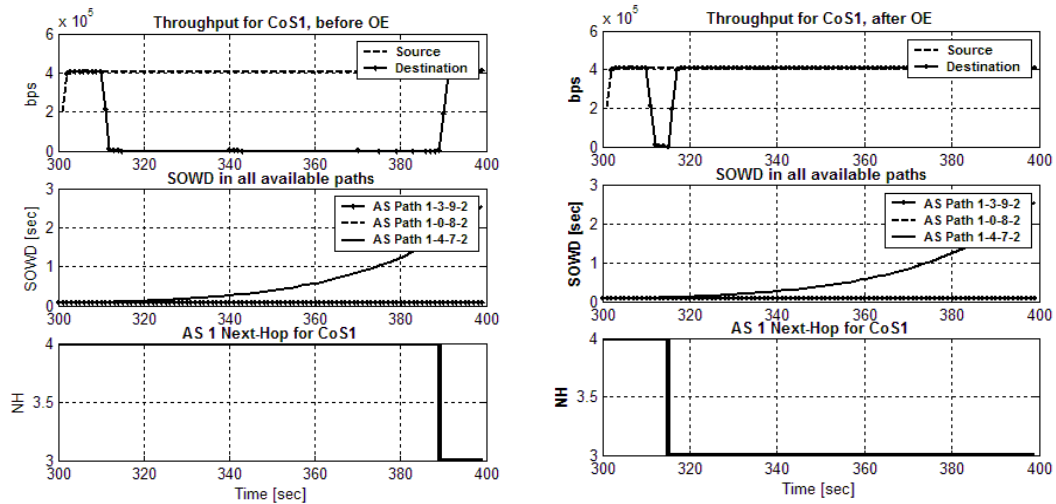 Throughput for CoS1, before OE
x 10^5
6
4
2
0
bps
Source
Destination
300 320 340 360 380 400
SOWD in all available paths
3
2
1
0
SOWD [sec]
AS Path 1-3-9-2
AS Path 1-0-8-2
AS Path 1-4-7-2
300 320 340 360 380 400
AS 1 Next-Hop for CoS1
4
3.5
3
NH
300 320 340 360 380 400
Time [sec]
Throughput for CoS1, after OE
x 10^5
6
4
2
0
bps
Source
Destination
300 320 340 360 380 400
SOWD in all available paths
3
2
1
0
SOWD [sec]
AS Path 1-3-9-2
AS Path 1-0-8-2
AS Path 1-4-7-2
300 320 340 360 380 400
AS 1 Next-Hop for CoS1
4
3.5
3
NH
300 320 340 360 380 400
Time [sec]